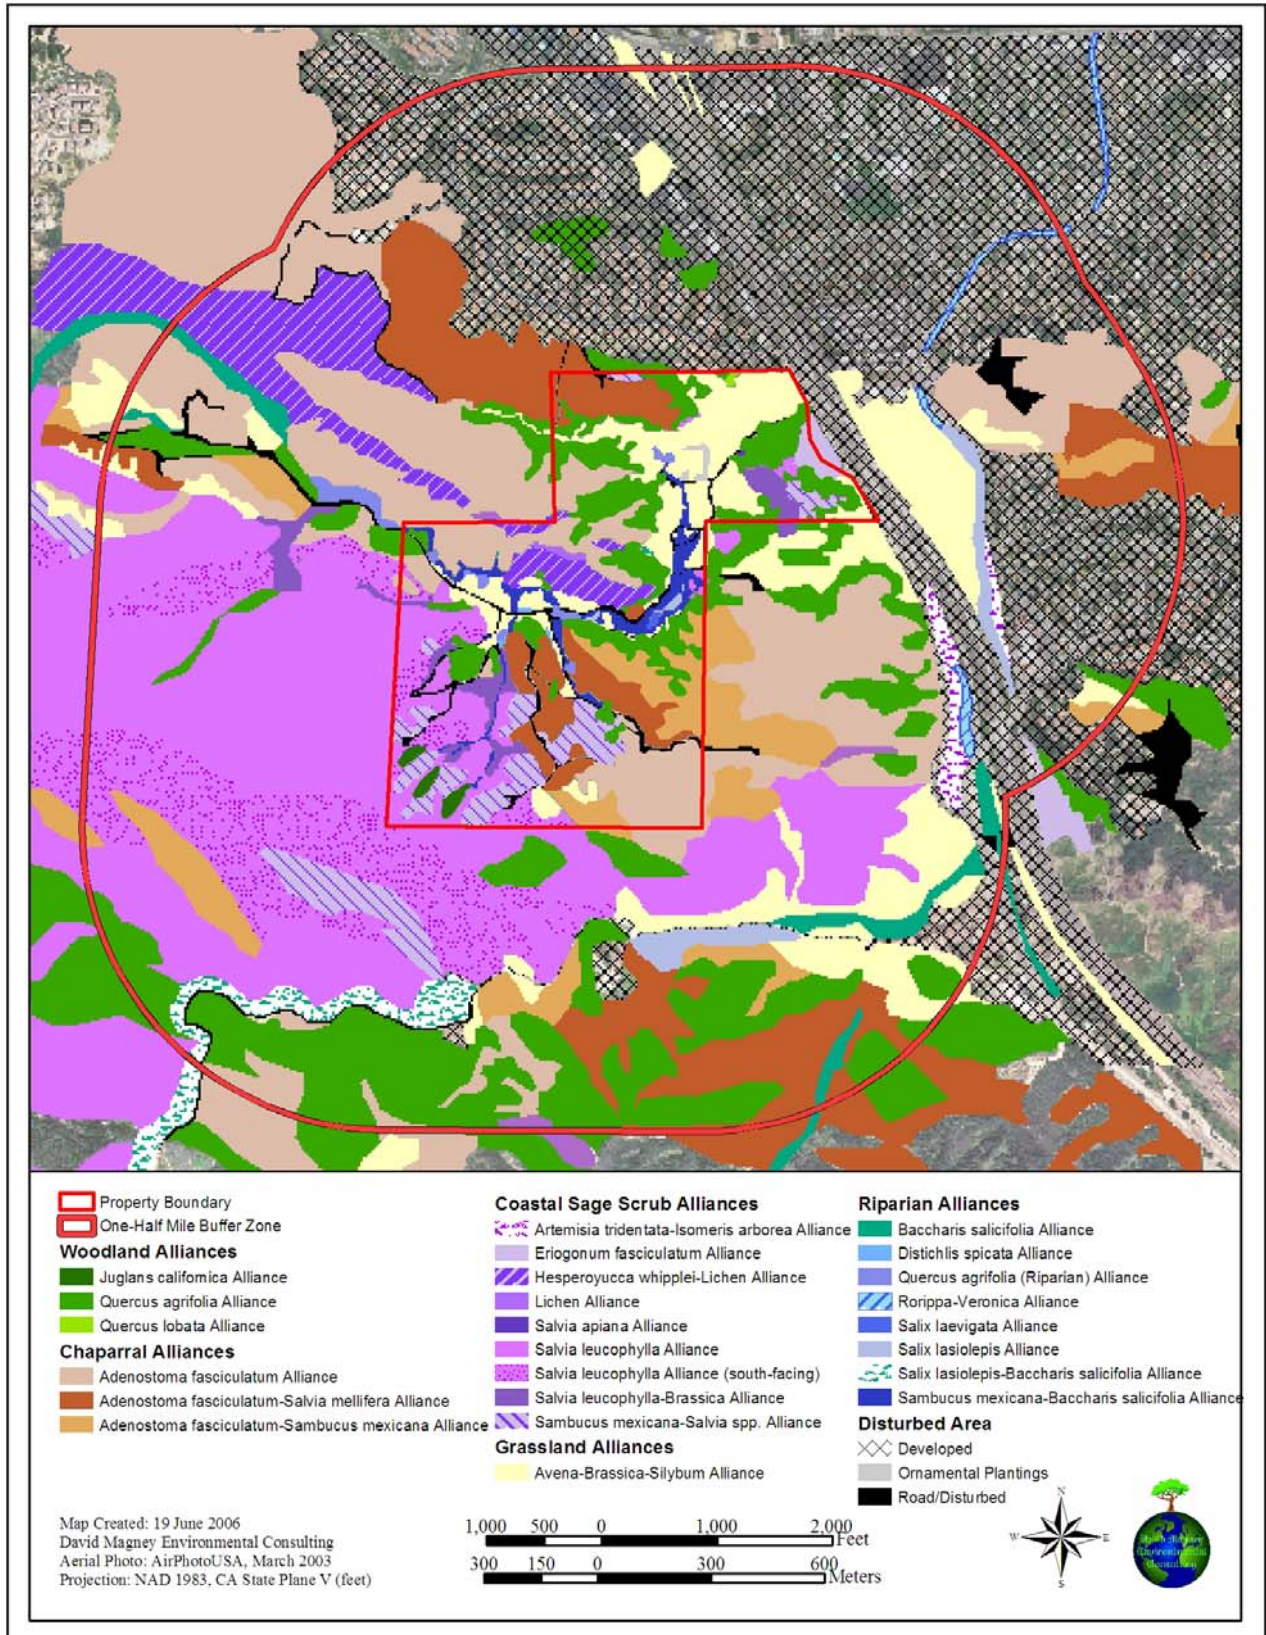 Property Boundary
One-Half Mile Buffer Zone
Woodland Alliances
Juglans californica Alliance
Quercus agrifolia Alliance
Quercus lobata Alliance
Chaparral Alliances
Adenostoma fasciculatum Alliance
Adenostoma fasciculatum-Salvia mellifera Alliance
Adenostoma fasciculatum-Sambucus mexicana Alliance
Coastal Sage Scrub Alliances
Artemisia tridentata-Isomeris arborea Alliance
Eriogonum fasciculatum Alliance
Hesperoyucca whipplei-Lichen Alliance
Lichen Alliance
Salvia apiana Alliance
Salvia leucophylla Alliance
Salvia leucophylla Alliance (south-facing)
Salvia leucophylla-Brassica Alliance
Sambucus mexicana-Salvia spp. Alliance
Grassland Alliances
Avena-Brassica-Silybum Alliance
Riparian Alliances
Baccharis salicifolia Alliance
Distichlis spicata Alliance
Quercus agrifolia (Riparian) Alliance
Rorippa-Veronica Alliance
Salix laevigata Alliance
Salix lasiolepis Alliance
Salix lasiolepis-Baccharis salicifolia Alliance
Sambucus mexicana-Baccharis salicifolia Alliance
Disturbed Area
Developed
Ornamental Plantings
Road/Disturbed
Map Created: 19 June 2006
David Magney Environmental Consulting
Aerial Photo: AirPhotoUSA, March 2003
Projection: NAD 1983, CA State Plane V (feet)
1,000 500 0 1,000 2,000
Feet
300 150 0 300 600
Meters
N
W E
S
David Magney
Environmental
Consulting